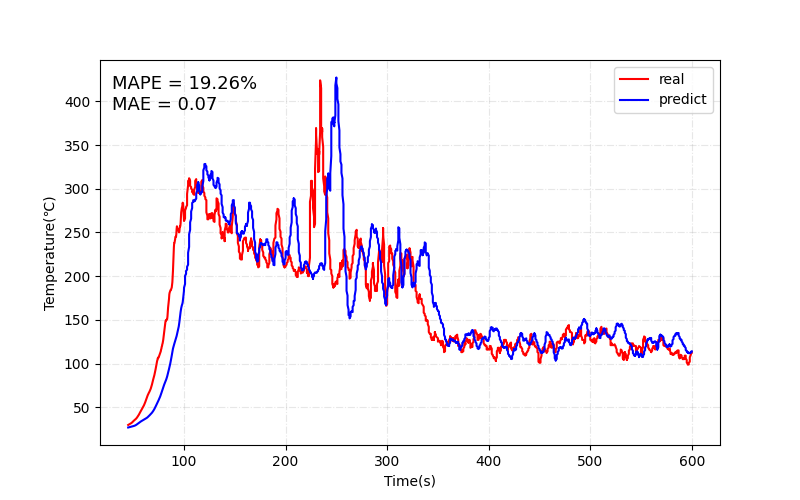 MAPE = 19.26%
MAE = 0.07
real
predict
400
350
300
250
200
150
100
50
Temperature(℃)
100 200 300 400 500 600
Time(s)